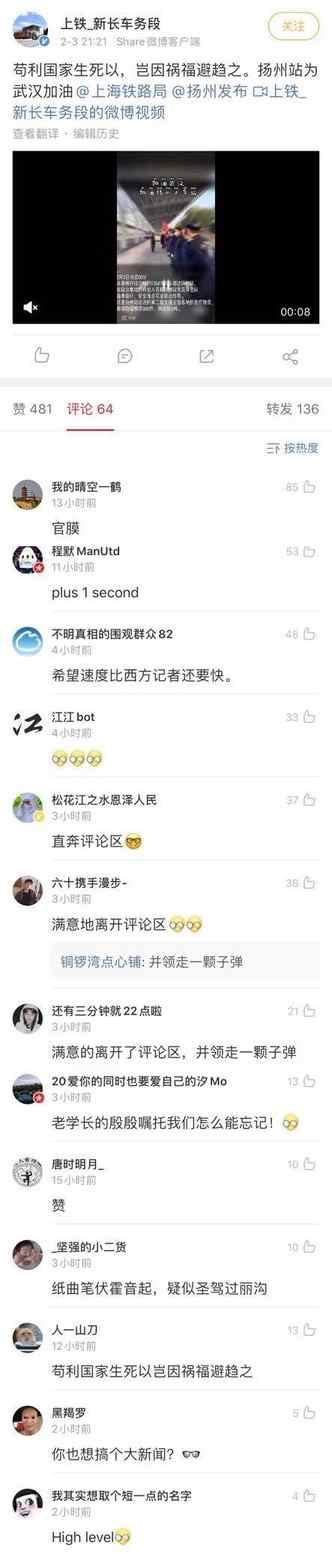 上铁_新长车务段
2-3 21:21 Share微博客户端
关注
苟利国家生死以，岂因祸福避趋之。扬州站为
武汉加油@上海铁路局 @扬州发布 上铁_
新长车务段的微博视频
查看翻译 · 编辑历史
00:08
赞 481 评论 64 转发 136
按热度
我的晴空一鹤 85
13小时前
官膜
程默ManUtd 53
11小时前
plus 1 second
不明真相的围观群众82 48
4小时前
希望速度比西方记者还要快。
江江bot 33
4小时前
松花江之水恩泽人民 37
3小时前
直奔评论区
六十携手漫步- 38
3小时前
满意地离开评论区
铜锣湾点心铺: 并领走一颗子弹
还有三分钟就22点啦 21
3小时前
满意的离开了评论区，并领走一颗子弹
20爱你的同时也要爱自己的汐Mo 13
3小时前
老学长的殷殷嘱托我们怎么能忘记！
唐时明月_ 10
15小时前
赞
_坚强的小二货 10
3小时前
纸曲笔伏霍音起，疑似圣驾过丽沟
人一山刀 13
12小时前
苟利国家生死以岂因祸福避趋之
黑羯罗 5
2小时前
你也想搞个大新闻？
我其实想取个短一点的名字 4
2小时前
High level